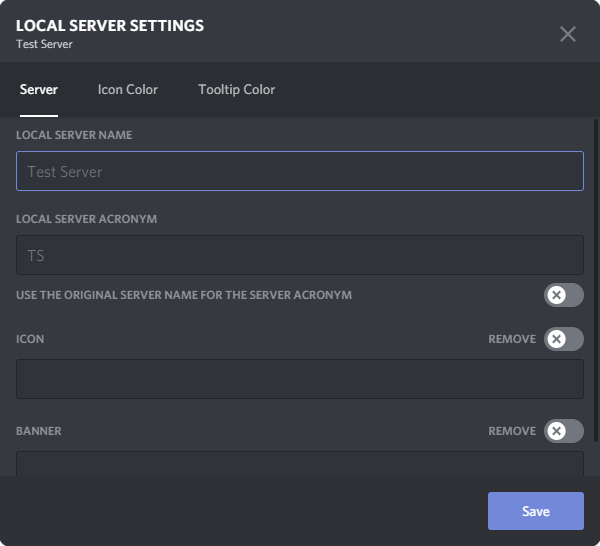 LOCAL SERVER SETTINGS
Test Server
Server Icon Color Tooltip Color
LOCAL SERVER NAME
Test Server
LOCAL SERVER ACRONYM
TS
USE THE ORIGINAL SERVER NAME FOR THE SERVER ACRONYM
ICON REMOVE
BANNER REMOVE
Save